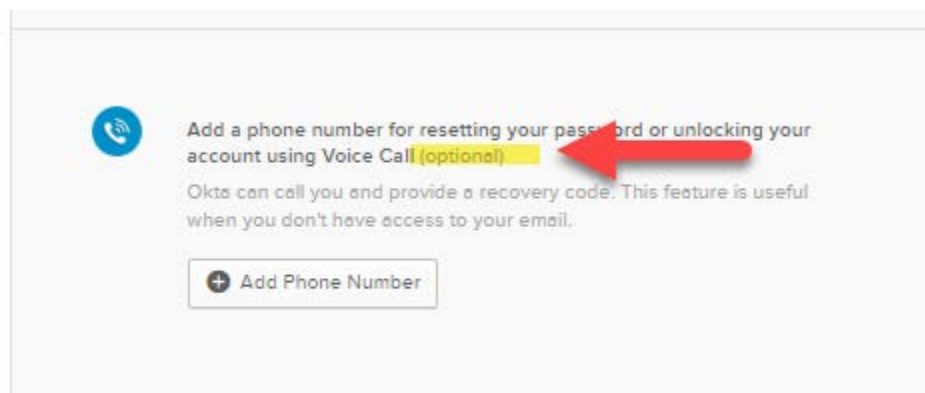 Add a phone number for resetting your password or unlocking your
account using Voice Call (optional)
Okta can call you and provide a recovery code. This feature is useful
when you don't have access to your email.
Add Phone Number